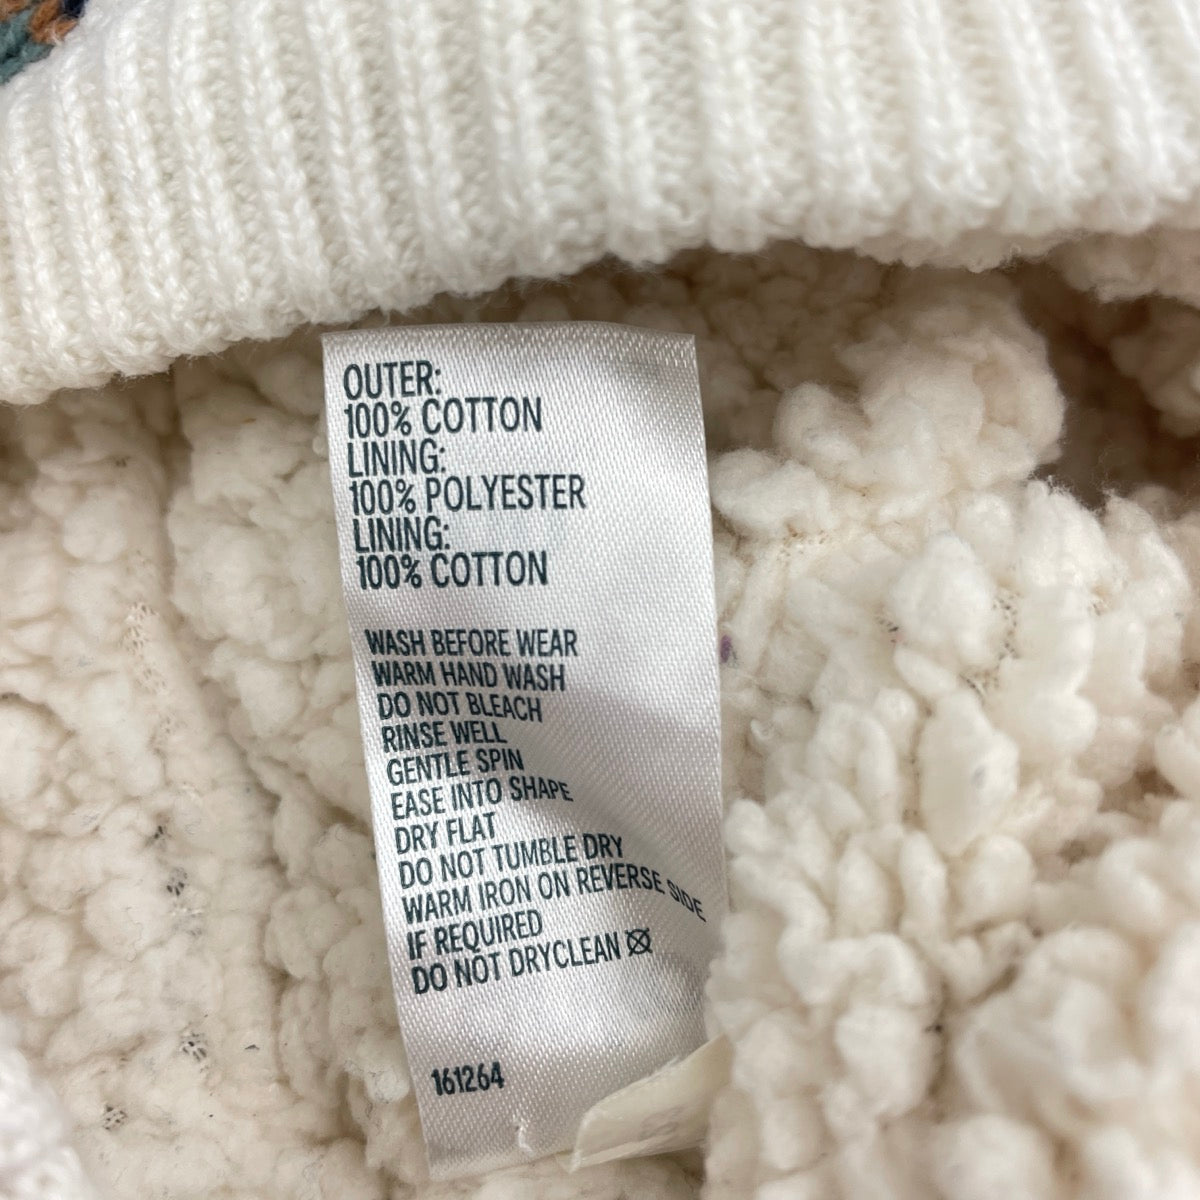 OUTER:
100% COTTON
LINING:
100% POLYESTER
LINING:
100% COTTON
WASH BEFORE WEAR
WARM HAND WASH
DO NOT BLEACH
RINSE WELL
GENTLE SPIN
EASE INTO SHAPE
DRY FLAT
DO NOT TUMBLE DRY
WARM IRON ON REVERSE SIDE
IF REQUIRED
DO NOT DRYCLEAN
161264